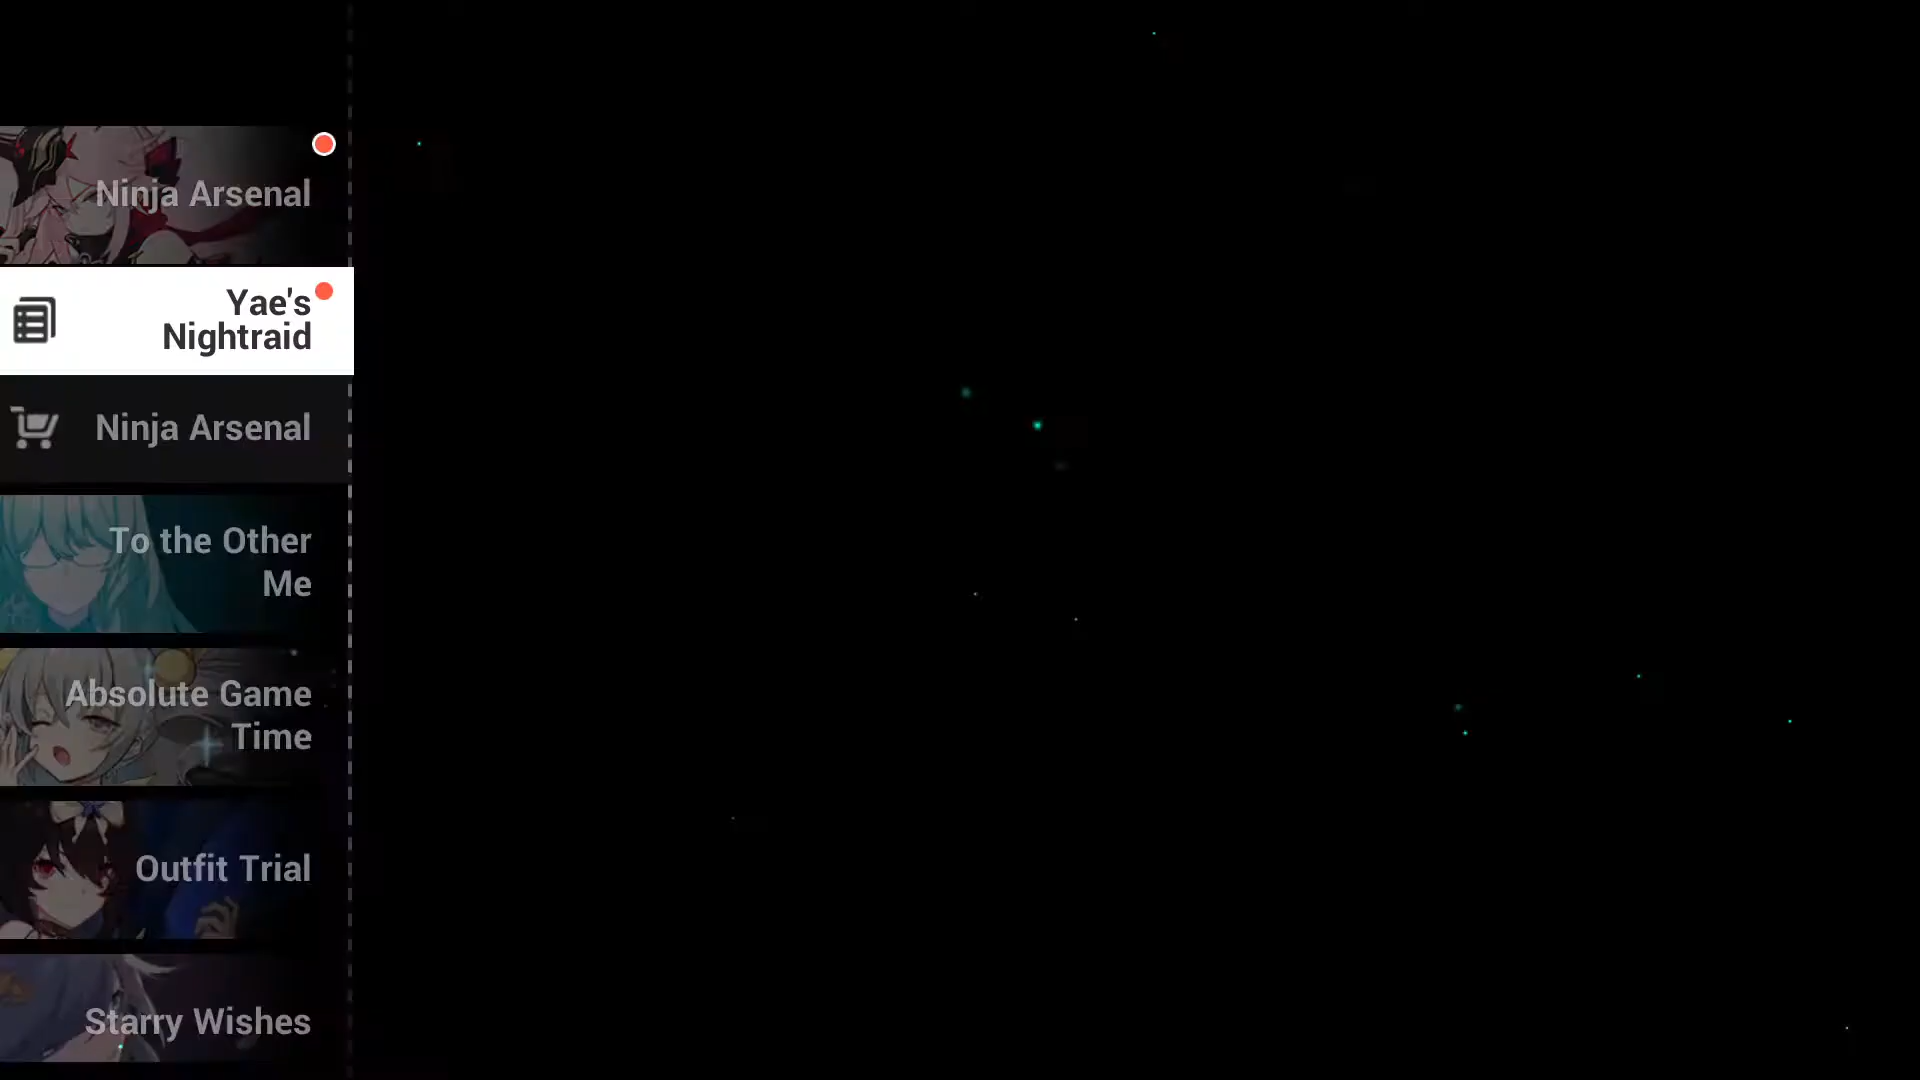 Ninja Arsenal
Yae's
Nightraid
Ninja Arsenal
To the Other
Me
Absolute Game
Time
Outfit Trial
Starry Wishes